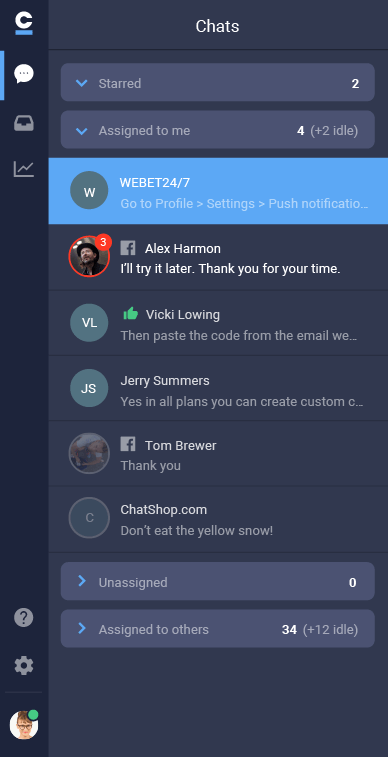 Chats
Starred 2
Assigned to me 4 (+2 idle)
W
WEBET24/7
Go to Profile > Settings > Push notificatio...
3
Alex Harmon
I'll try it later. Thank you for your time.
VL
Vicki Lowing
Then paste the code from the email we...
JS
Jerry Summers
Yes in all plans you can create custom c...
Tom Brewer
Thank you
C
ChatShop.com
Don't eat the yellow snow!
Unassigned 0
Assigned to others 34 (+12 idle)